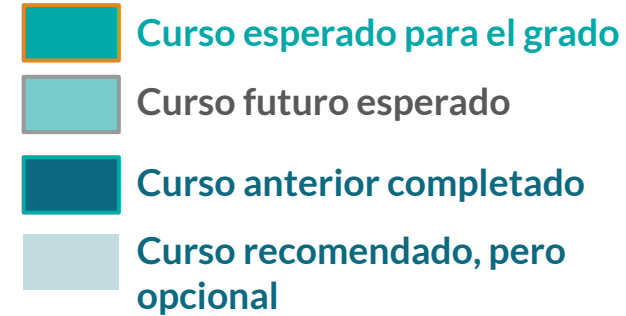 Curso esperado para el grado
Curso futuro esperado
Curso anterior completado
Curso recomendado, pero
opcional